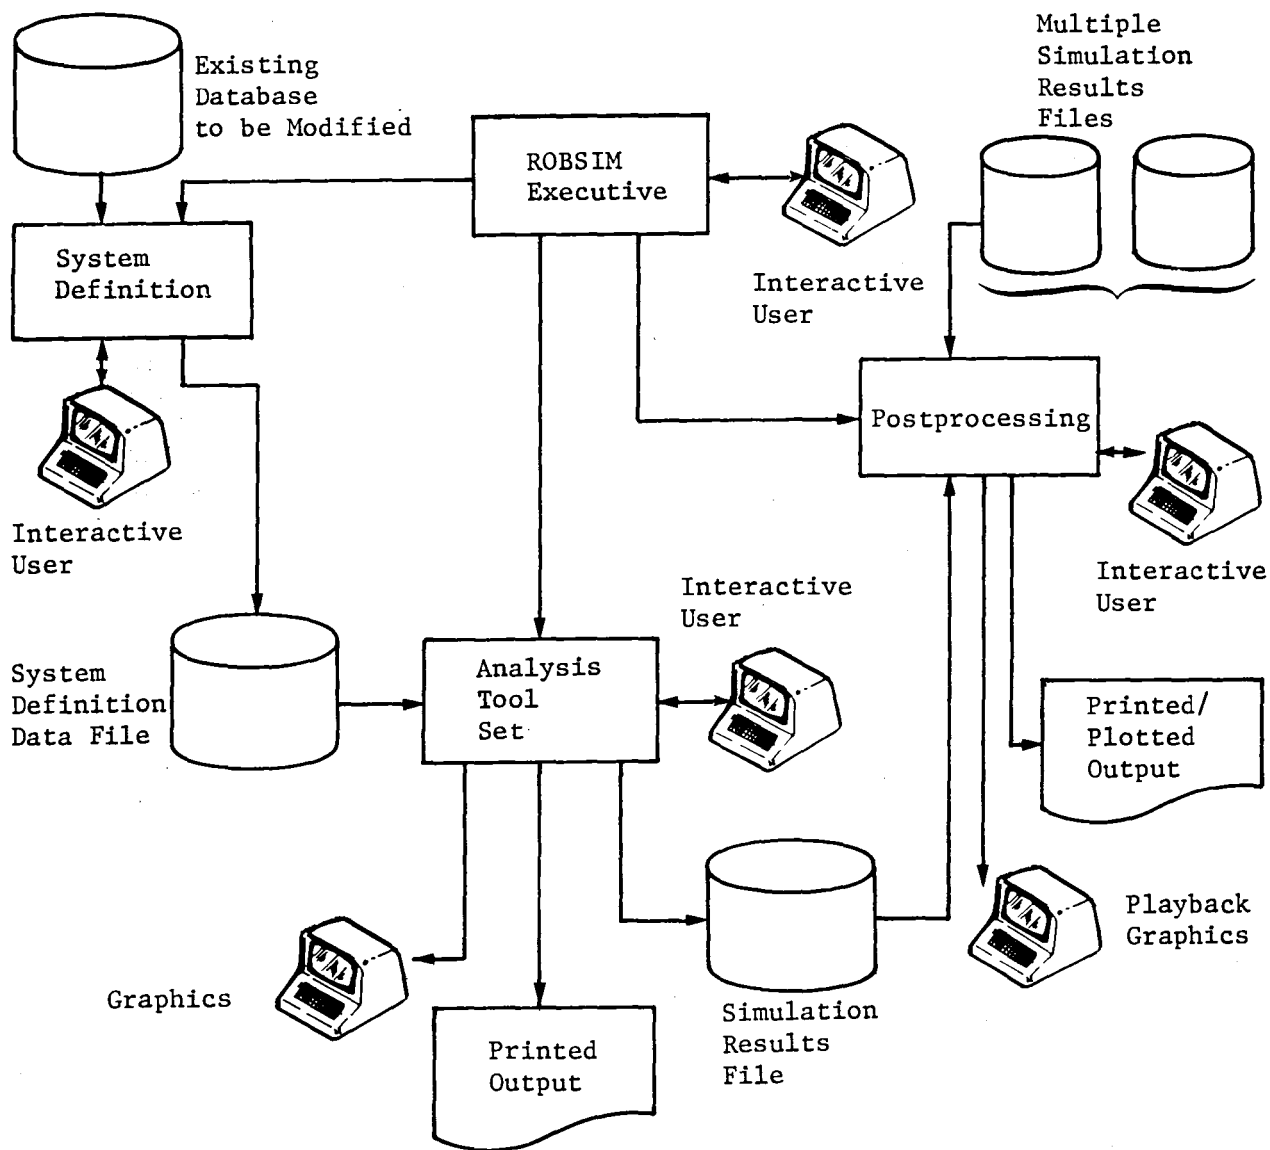 Existing
Database
to be Modified
Multiple
Simulation
Results
Files
ROBSIM
Executive
System
Definition
Interactive
User
Postprocessing
Interactive
User
Interactive
User
Interactive
User
System
Definition
Data File
Analysis
Tool
Set
Printed/
Plotted
Output
Playback
Graphics
Graphics
Simulation
Results
File
Printed
Output